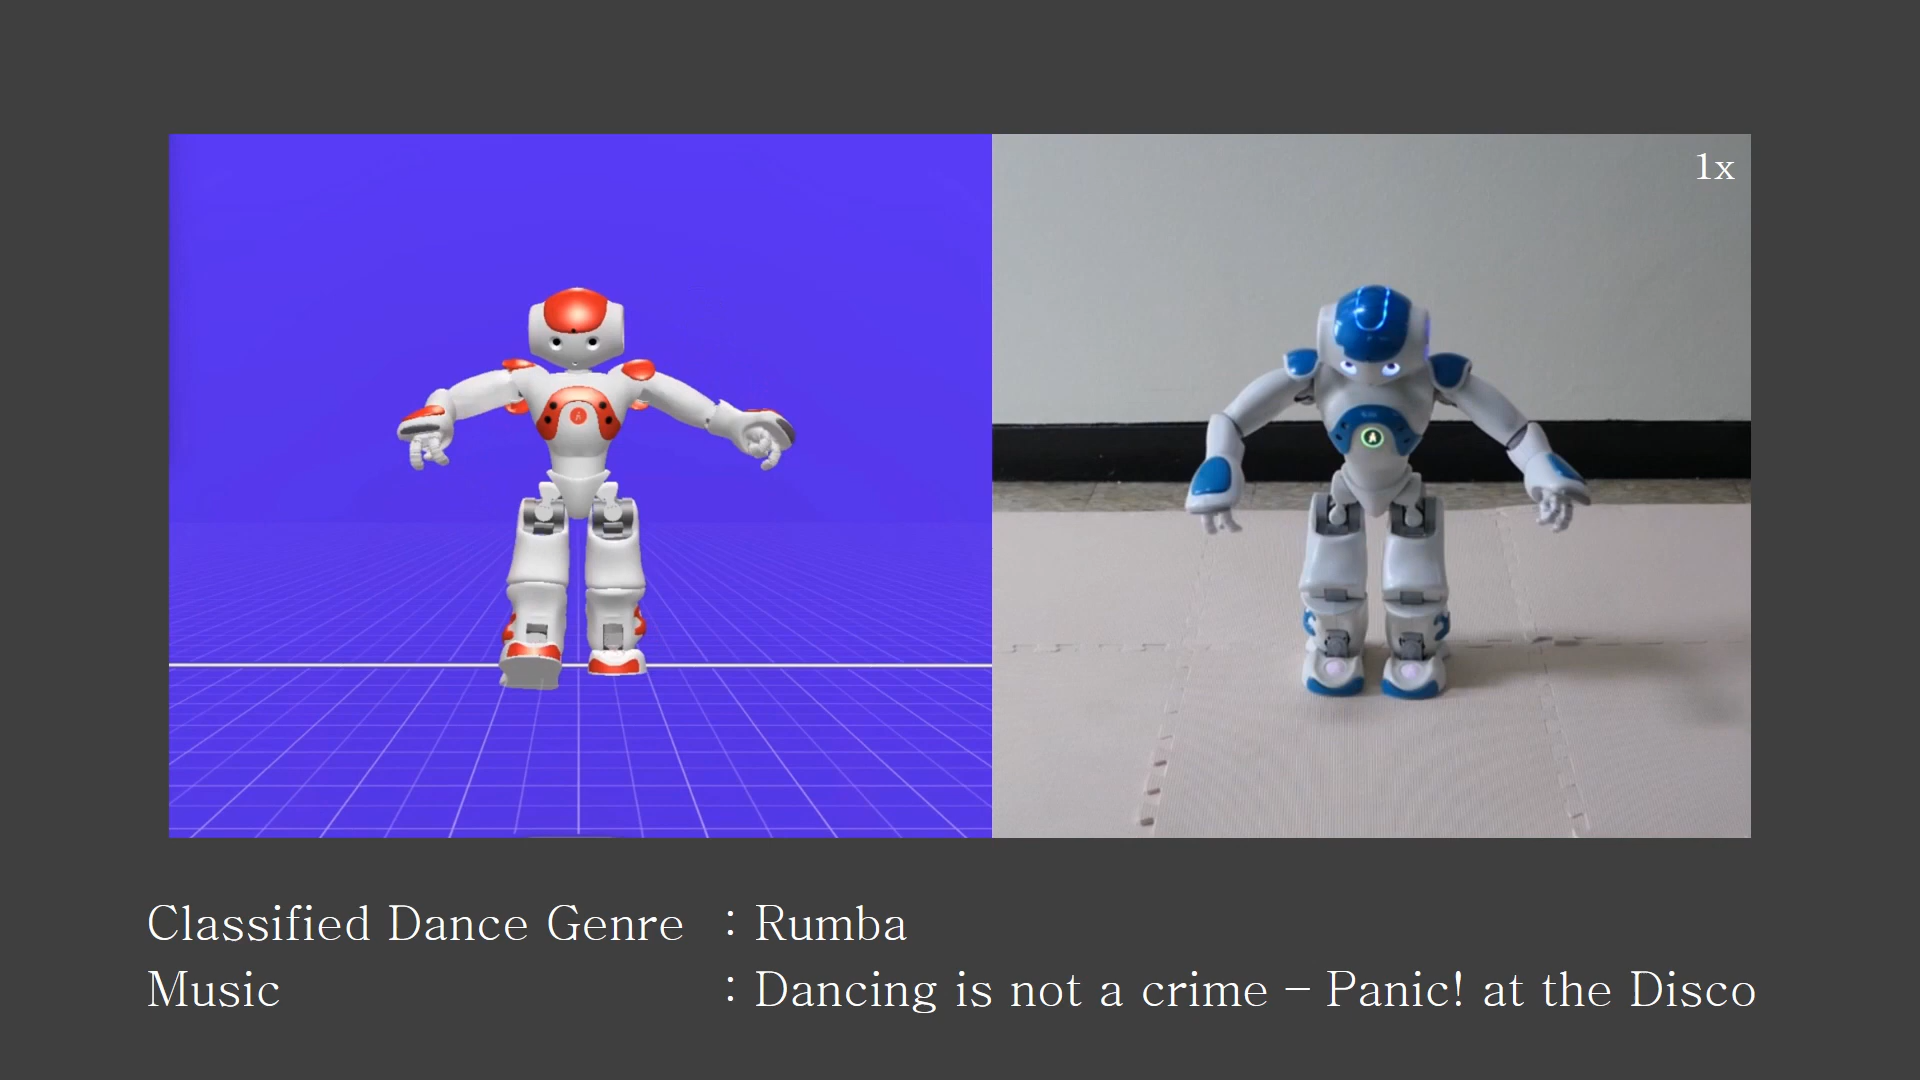 1x
Classified Dance Genre : Rumba
Music : Dancing is not a crime – Panic! at the Disco